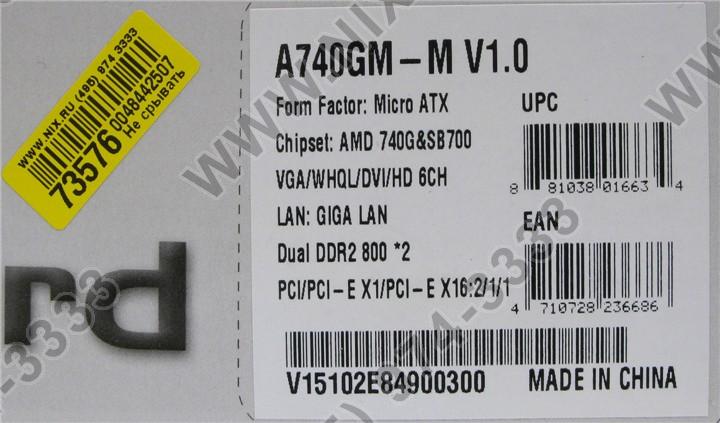 WWW.NIX.RU (495) 974 3333
73576
0048442507
Не срывать
A740GM-M V1.0
Form Factor: Micro ATX
UPC
Chipset: AMD 740G&SB700
8 81038 01663 4
VGA/WHQL/DVI/HD 6CH
LAN: GIGA LAN
EAN
Dual DDR2 800 *2
PCI/PCI-E X1/PCI-E X16:2/1/1
4 710728 236686
V15102E84900300
MADE IN CHINA